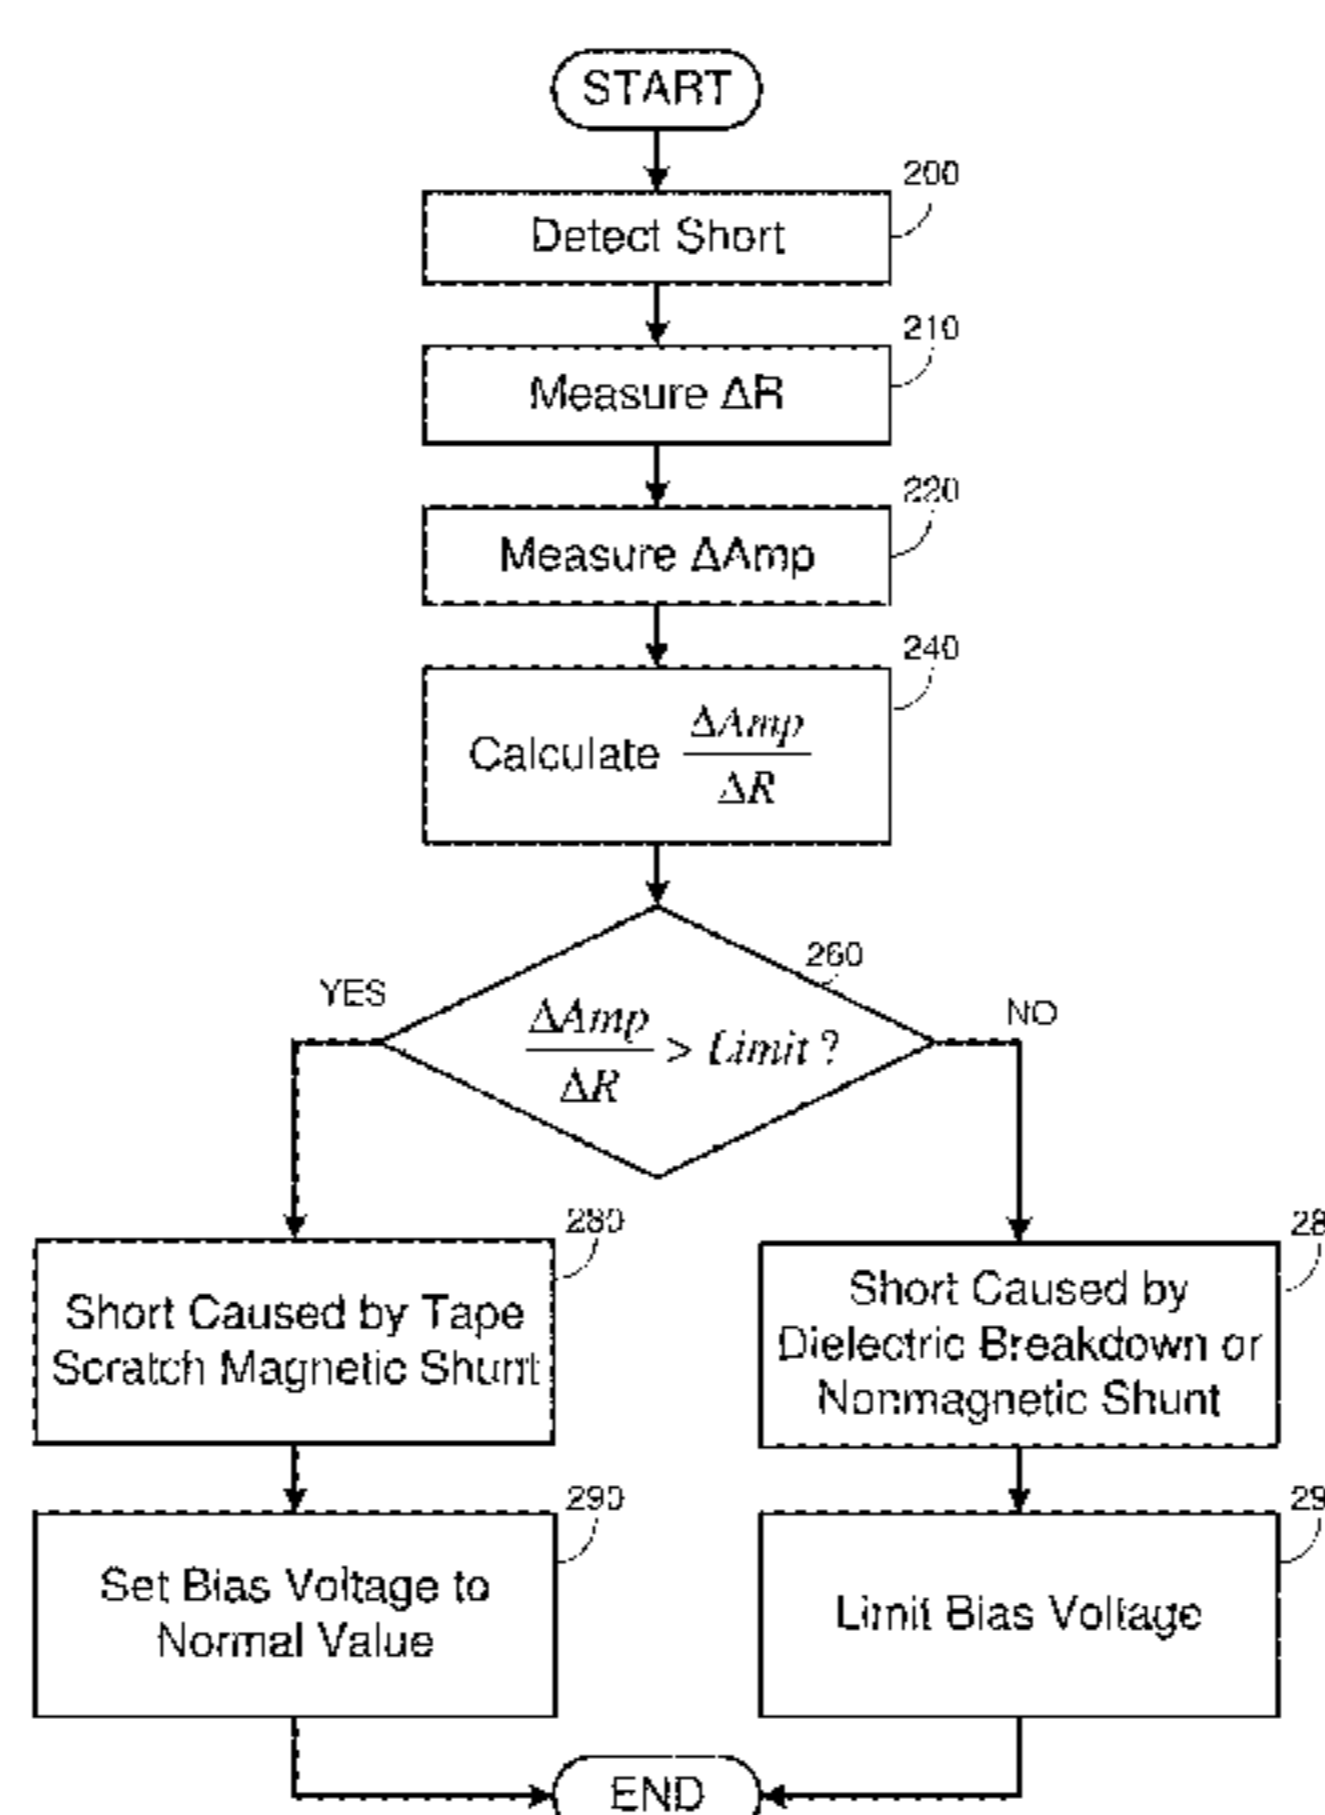 START
200
Detect Short
210
Measure ΔR
220
Measure ΔAmp
240
Calculate ΔAmp
ΔR
260
YES
NO
ΔAmp
ΔR
> Limit ?
280
Short Caused by Tape
Scratch Magnetic Shunt
28
Short Caused by
Dielectric Breakdown or
Nonmagnetic Shunt
290
Set Bias Voltage to
Normal Value
29
Limit Bias Voltage
END